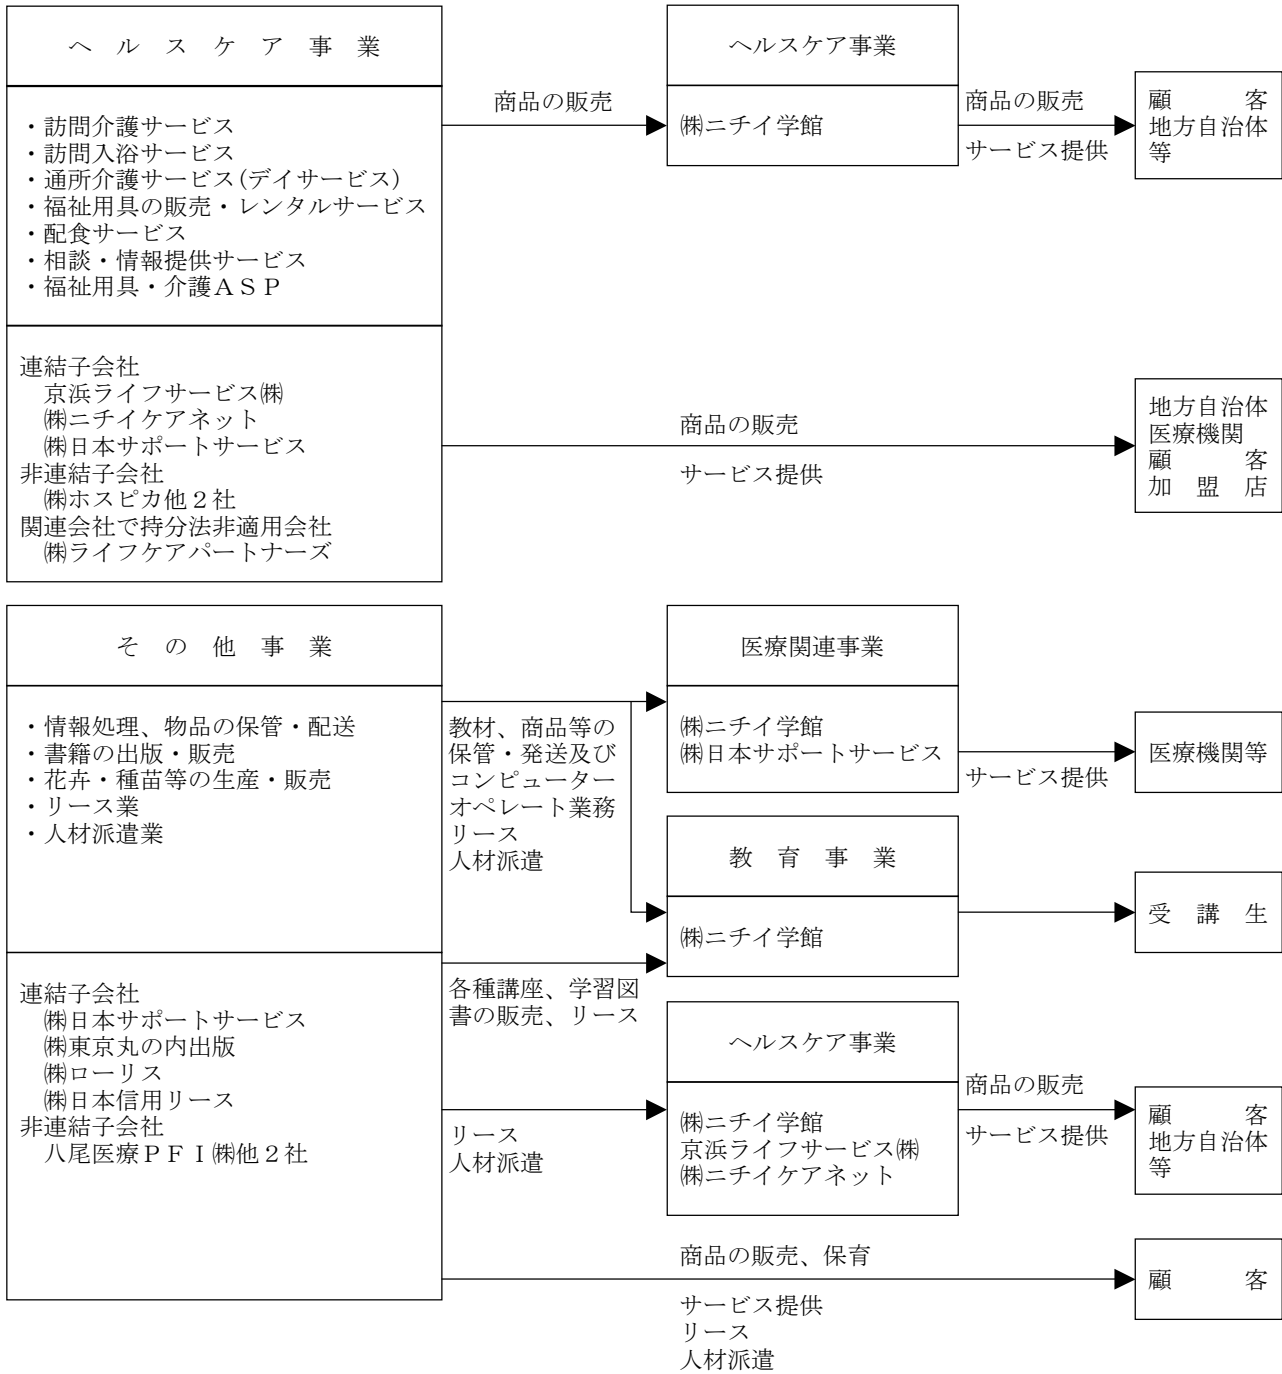 ヘルスケア事業
・訪問介護サービス
・訪問入浴サービス
・通所介護サービス(デイサービス)
・福祉用具の販売・レンタルサービス
・配食サービス
・相談・情報提供サービス
・福祉用具・介護ASP
連結子会社
京浜ライフサービス㈱
㈱ニチイケアネット
㈱日本サポートサービス
非連結子会社
㈱ホスピカ他2社
関連会社で持分法非適用会社
㈱ライフケアパートナーズ
商品の販売
ヘルスケア事業
㈱ニチイ学館
商品の販売
サービス提供
顧客
地方自治体
等
商品の販売
サービス提供
地方自治体
医療機関
顧客
加盟店
その他事業
・情報処理、物品の保管・配送
・書籍の出版・販売
・花卉・種苗等の生産・販売
・リース業
・人材派遣業
連結子会社
㈱日本サポートサービス
㈱東京丸の内出版
㈱ローリス
㈱日本信用リース
非連結子会社
八尾医療PFI㈱他2社
教材、商品等の
保管・発送及び
コンピューター
オペレート業務
リース
人材派遣
医療関連事業
㈱ニチイ学館
㈱日本サポートサービス
サービス提供
医療機関等
教育事業
㈱ニチイ学館
受講生
各種講座、学習図
書の販売、リース
ヘルスケア事業
㈱ニチイ学館
京浜ライフサービス㈱
㈱ニチイケアネット
リース
人材派遣
商品の販売
サービス提供
顧客
地方自治体
等
商品の販売、保育
サービス提供
リース
人材派遣
顧客